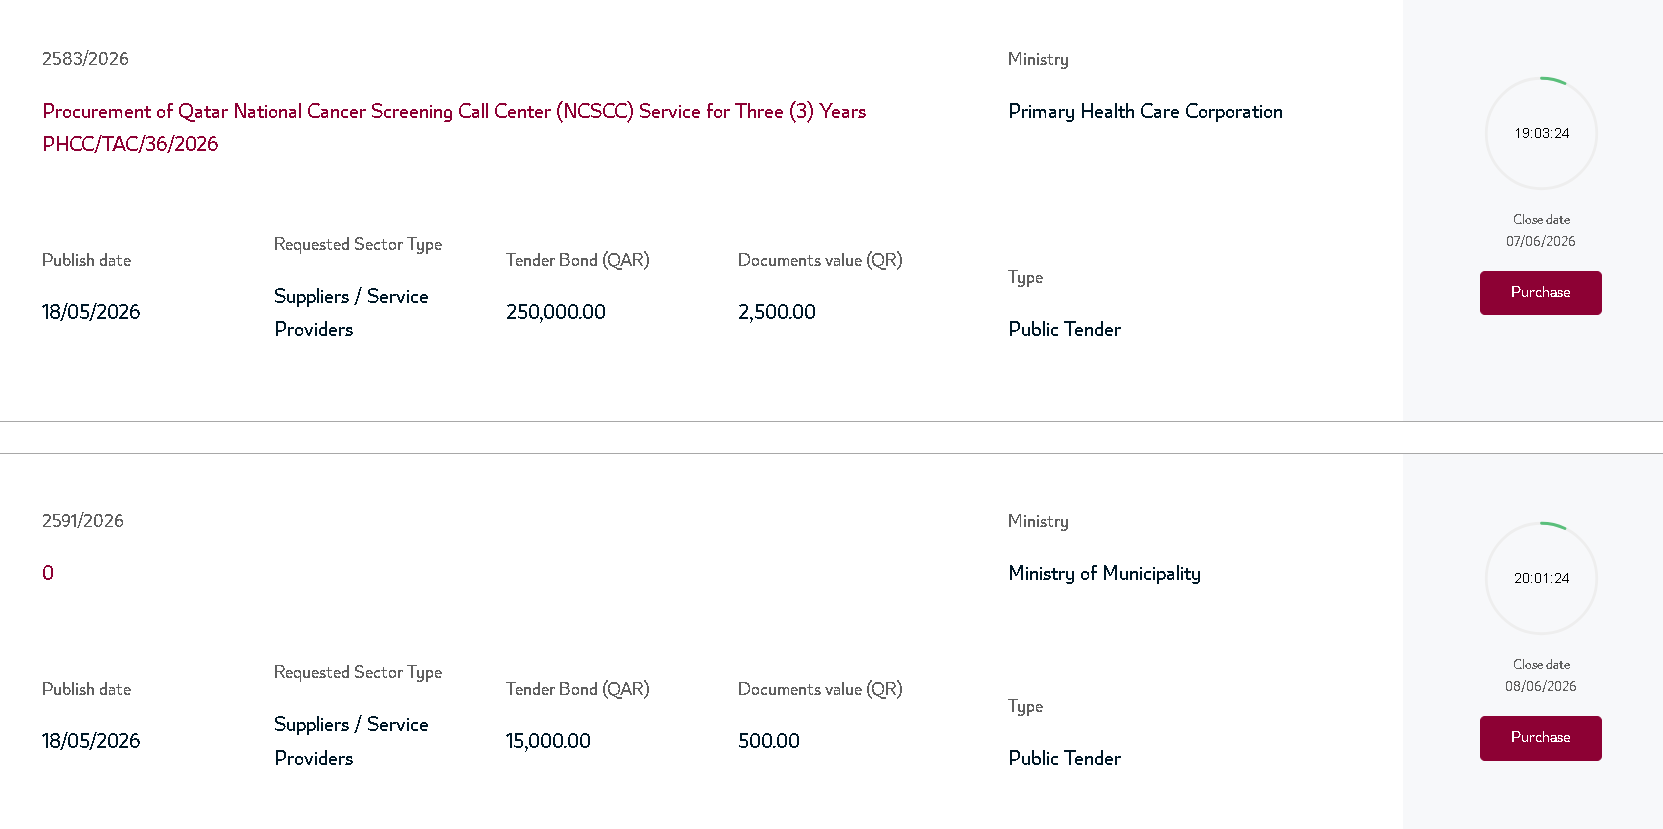 2583/2026
Ministry
Procurement of Qatar National Cancer Screening Call Center (NCSCC) Service for Three (3) Years
PHCC/TAC/36/2026
Primary Health Care Corporation
19:03:24
Close date
07/06/2026
Purchase
Publish date
18/05/2026
Requested Sector Type
Suppliers / Service
Providers
Tender Bond (QAR)
250,000.00
Documents value (QR)
2,500.00
Type
Public Tender
2591/2026
Ministry
0
Ministry of Municipality
20:01:24
Close date
08/06/2026
Purchase
Publish date
18/05/2026
Requested Sector Type
Suppliers / Service
Providers
Tender Bond (QAR)
15,000.00
Documents value (QR)
500.00
Type
Public Tender